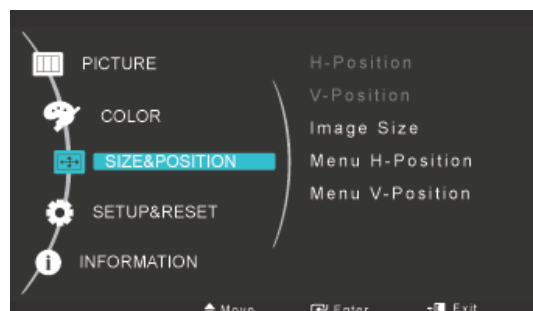 PICTURE
COLOR
SIZE&POSITION
SETUP&RESET
INFORMATION
H-Position
V-Position
Image Size
Menu H-Position
Menu V-Position
Move Enter Exit